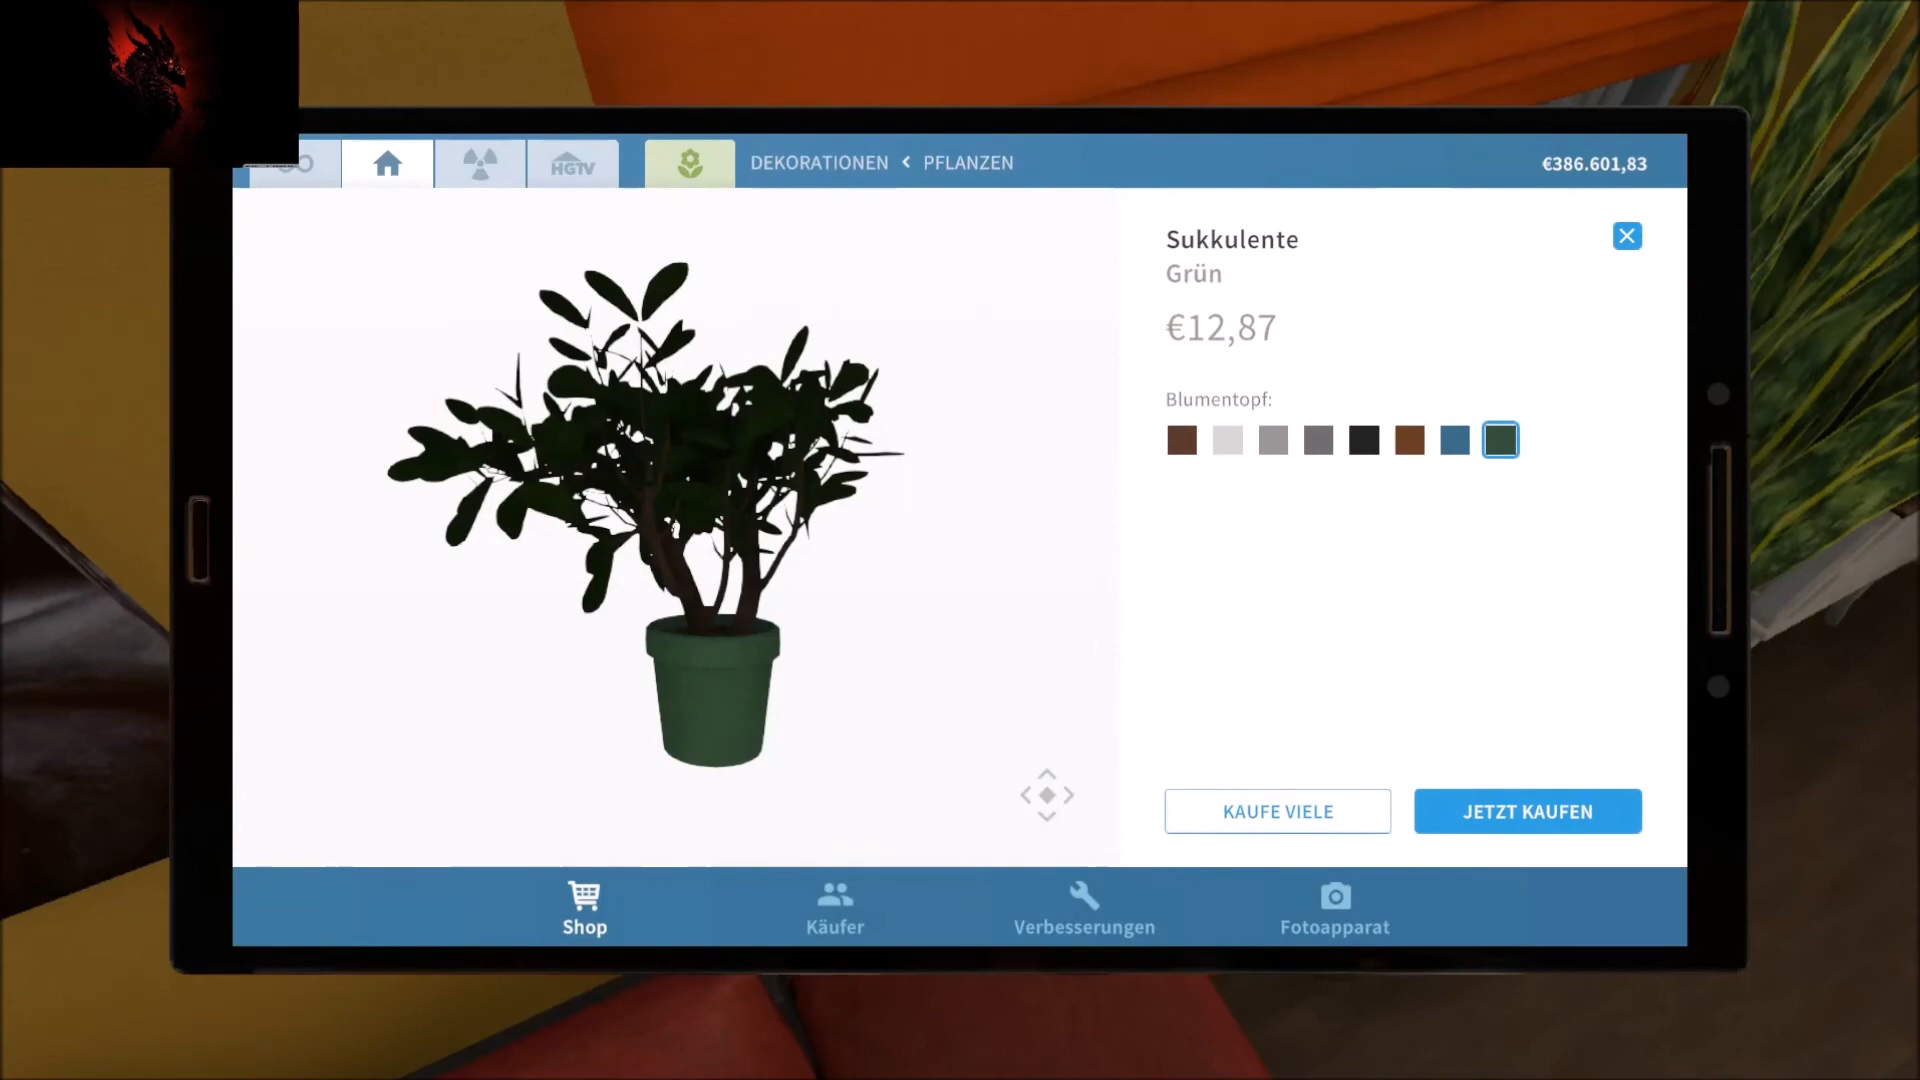 HGTV
DEKORATIONEN < PFLANZEN
€386.601,83
Sukkulente
Grün
€12,87
Blumentopf:
KAUFE VIELE
JETZT KAUFEN
Shop
Käufer
Verbesserungen
Fotoapparat